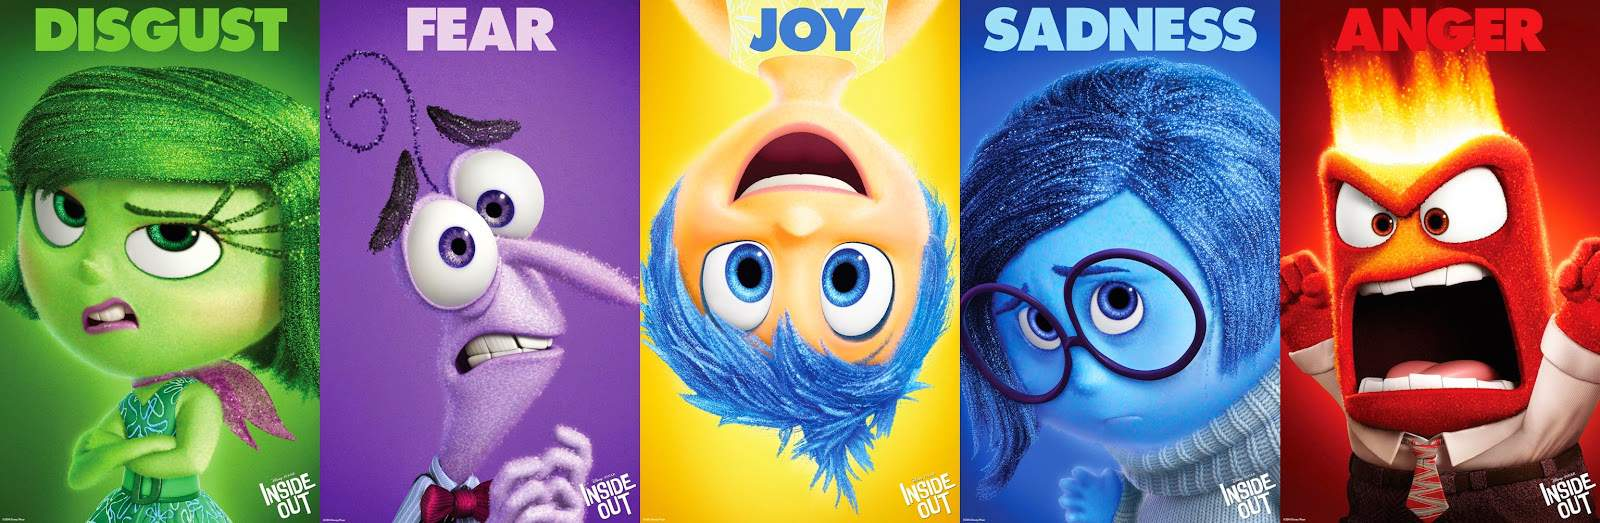 DISGUST
FEAR
JOY
SADNESS
ANGER
INSIDE
OUT
INSIDE
OUT
INSIDE
OUT
INSIDE
OUT
INSIDE
OUT